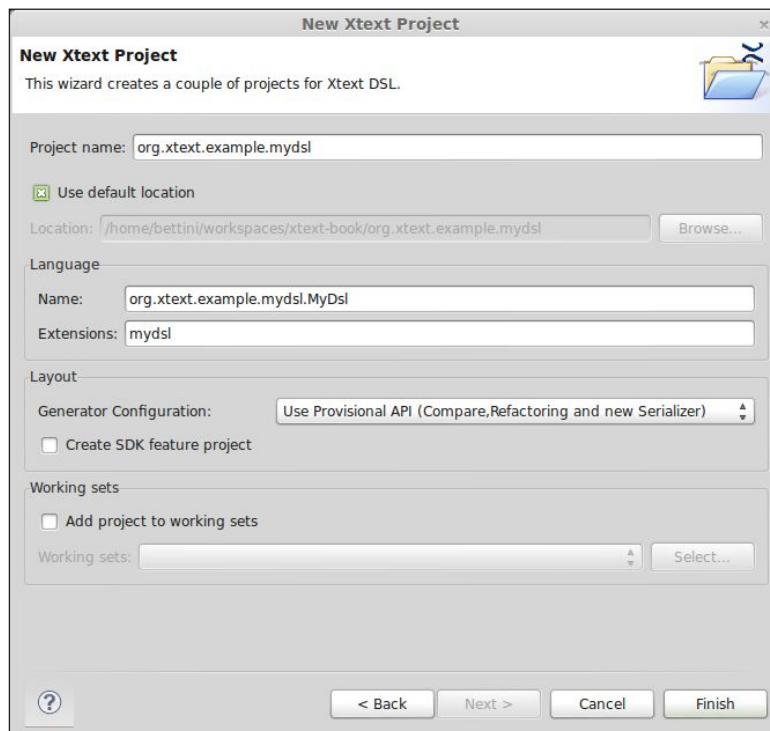 New Xtext Project
New Xtext Project
This wizard creates a couple of projects for Xtext DSL.
Project name: org.xtext.example.mydsl
Use default location
Location: /home/bettini/workspaces/xtext-book/org.xtext.example.mydsl Browse...
Language
Name: org.xtext.example.mydsl.MyDsl
Extensions: mydsl
Layout
Generator Configuration: Use Provisional API (Compare,Refactoring and new Serializer)
Create SDK feature project
Working sets
Add project to working sets
Working sets: Select...
? < Back Next > Cancel Finish